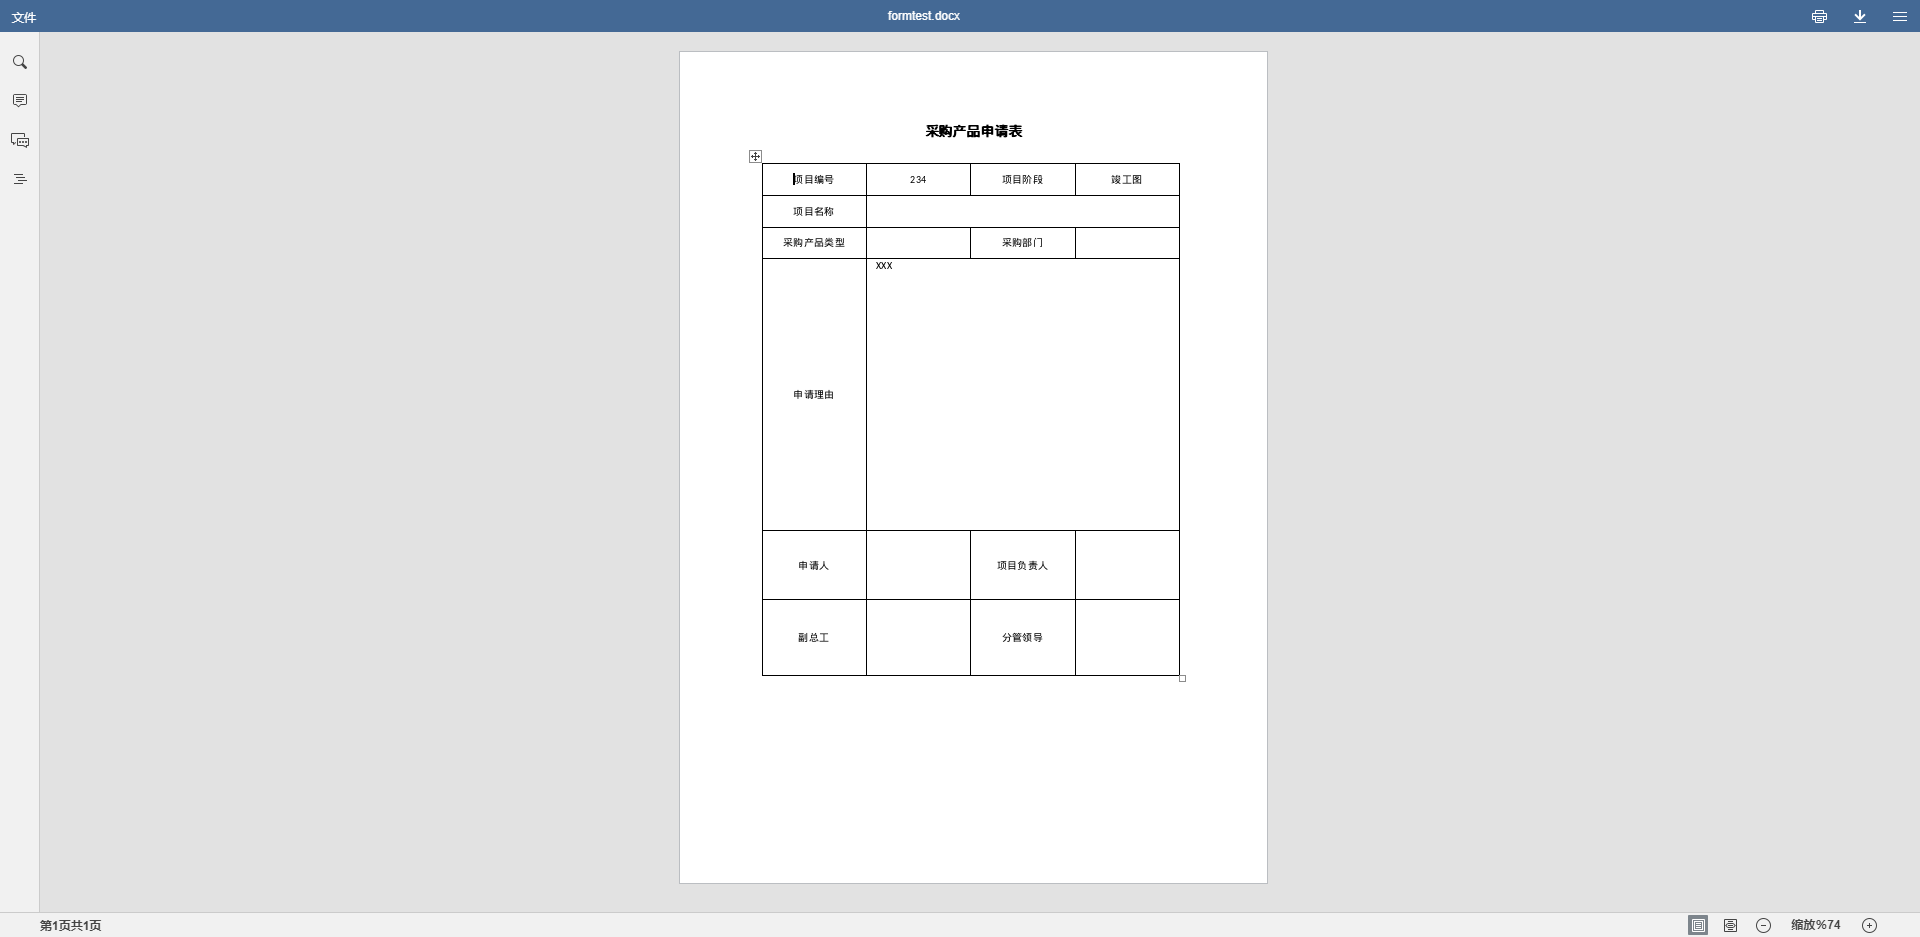 文件
formtest.docx
采购产品申请表
项目编号 234 项目阶段 竣工图
项目名称
采购产品类型 采购部门
XXX
申请理由
申请人 项目负责人
副总工 分管领导
第1页共1页
缩放%74